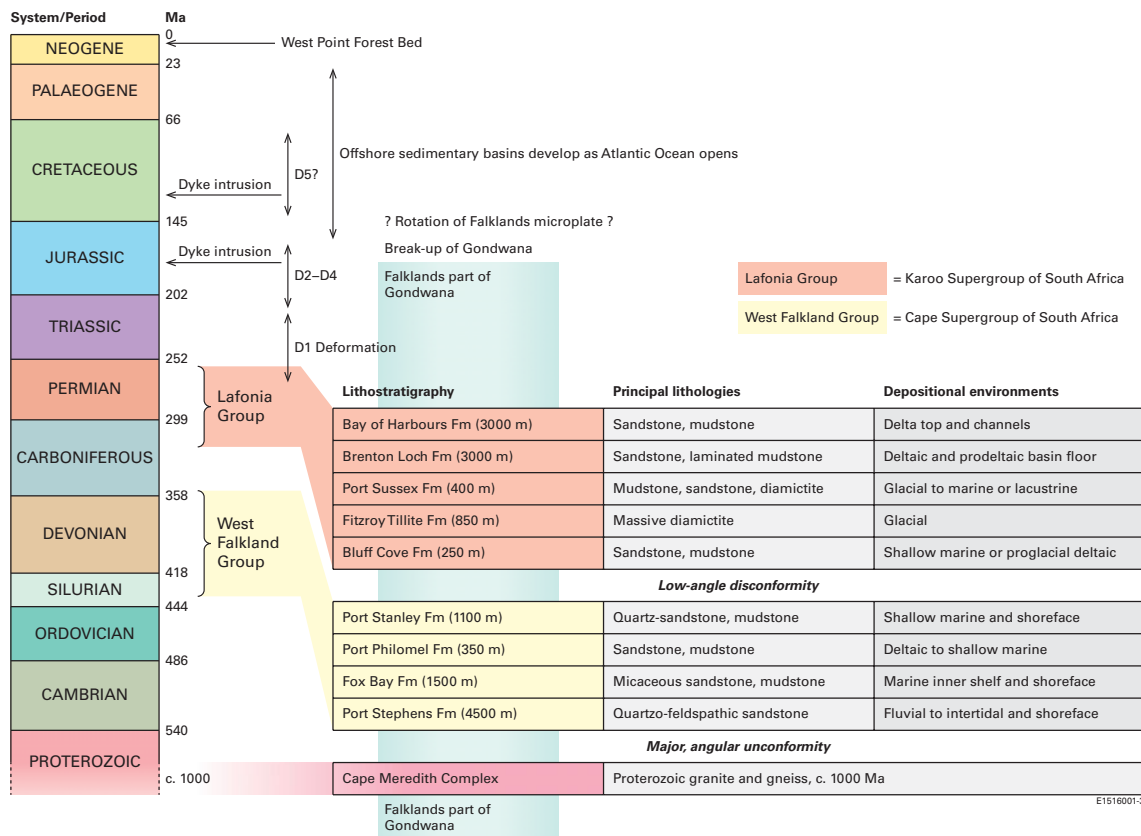 System/Period Ma
0
NEOGENE
West Point Forest Bed
23
PALAEOGENE
66
CRETACEOUS
D5?
Offshore sedimentary basins develop as Atlantic Ocean opens
Dyke intrusion
145
? Rotation of Falklands microplate ?
JURASSIC
Dyke intrusion
Break-up of Gondwana
D2–D4
Falklands part of
Gondwana
Lafonia Group = Karoo Supergroup of South Africa
202
West Falkland Group = Cape Supergroup of South Africa
TRIASSIC
D1 Deformation
252
PERMIAN
Lafonia
Group
299
CARBONIFEROUS
358
DEVONIAN
West
Falkland
Group
418
SILURIAN
444
ORDOVICIAN
486
CAMBRIAN
540
PROTEROZOIC
c. 1000
Lithostratigraphy Principal lithologies Depositional environments
Bay of Harbours Fm (3000 m) Sandstone, mudstone Delta top and channels
Brenton Loch Fm (3000 m) Sandstone, laminated mudstone Deltaic and prodeltaic basin floor
Port Sussex Fm (400 m) Mudstone, sandstone, diamictite Glacial to marine or lacustrine
Fitzroy Tillite Fm (850 m) Massive diamictite Glacial
Bluff Cove Fm (250 m) Sandstone, mudstone Shallow marine or proglacial deltaic
Low-angle disconformity
Port Stanley Fm (1100 m) Quartz-sandstone, mudstone Shallow marine and shoreface
Port Philomel Fm (350 m) Sandstone, mudstone Deltaic to shallow marine
Fox Bay Fm (1500 m) Micaceous sandstone, mudstone Marine inner shelf and shoreface
Port Stephens Fm (4500 m) Quartzo-feldspathic sandstone Fluvial to intertidal and shoreface
Major, angular unconformity
Cape Meredith Complex Proterozoic granite and gneiss, c. 1000 Ma
Falklands part of
Gondwana